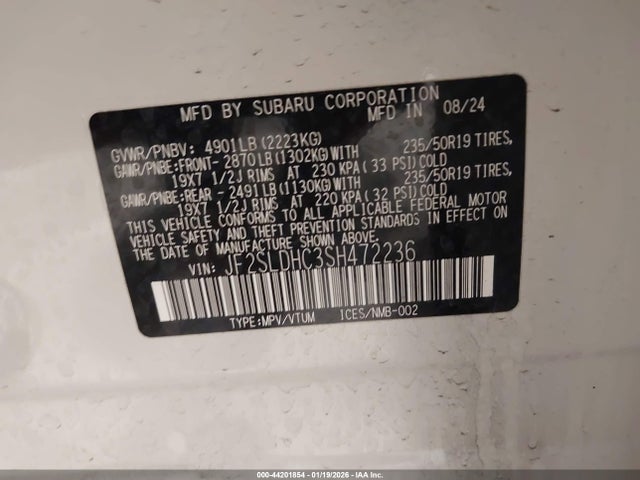 MFD BY SUBARU CORPORATION
MFD IN 08/24
GVWR/PNBV: 4901LB(2223KG)
GAWR/PNBE:FRONT- 2870LB(1302KG)WITH 235/50R19 TIRES,
19X7 1/2J RIMS AT 230 KPA(33 PSI)COLD
GAWR/PNBE:REAR - 2491LB(1130KG)WITH 235/50R19 TIRES,
19X7 1/2J RIMS AT 220 KPA(32 PSI)COLD
THIS VEHICLE CONFORMS TO ALL APPLICABLE FEDERAL MOTOR
VEHICLE SAFETY AND THEFT PREVENTION STANDARDS IN EFFECT ON
THE DATE OF MANUFACTURE SHOWN ABOVE.
VIN: JF2SLDHC3SH472236
TYPE:MPV/VTUM ICES/NMB-002
000-44201854 - 01/19/2026 - IAA Inc.